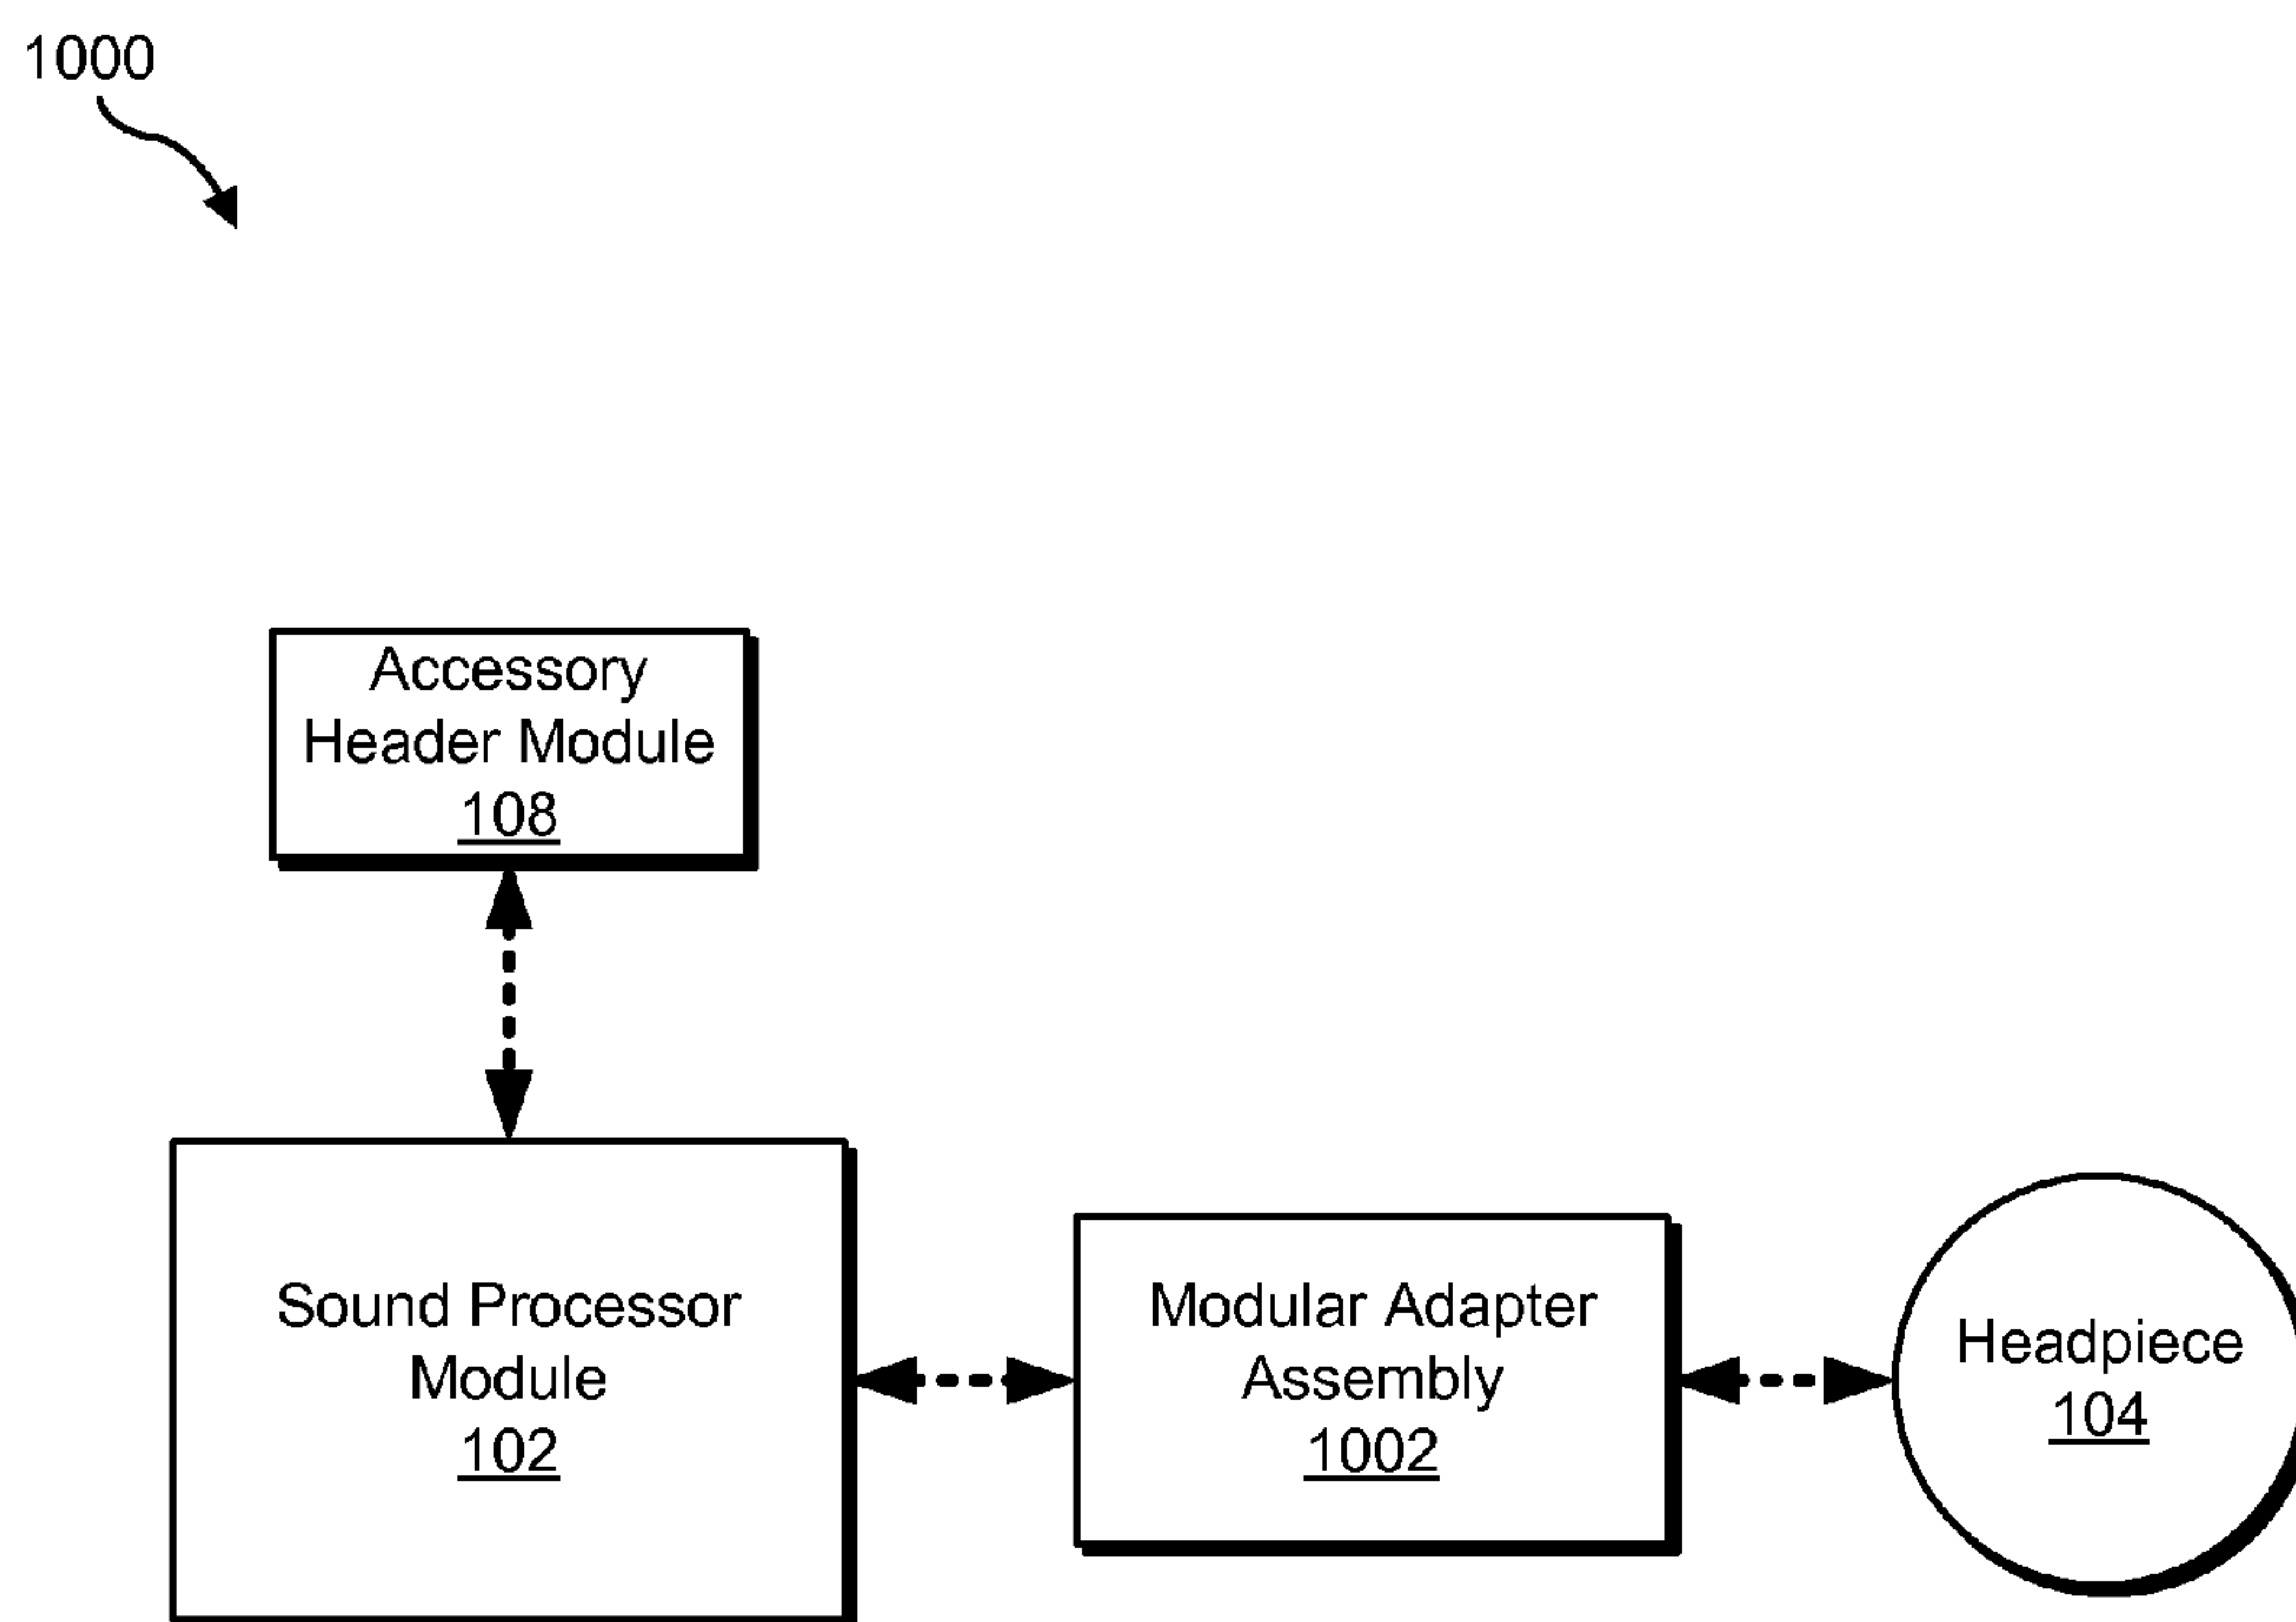 1000
Accessory
Header Module
108
Sound Processor
Module
102
Modular Adapter
Assembly
1002
Headpiece
104